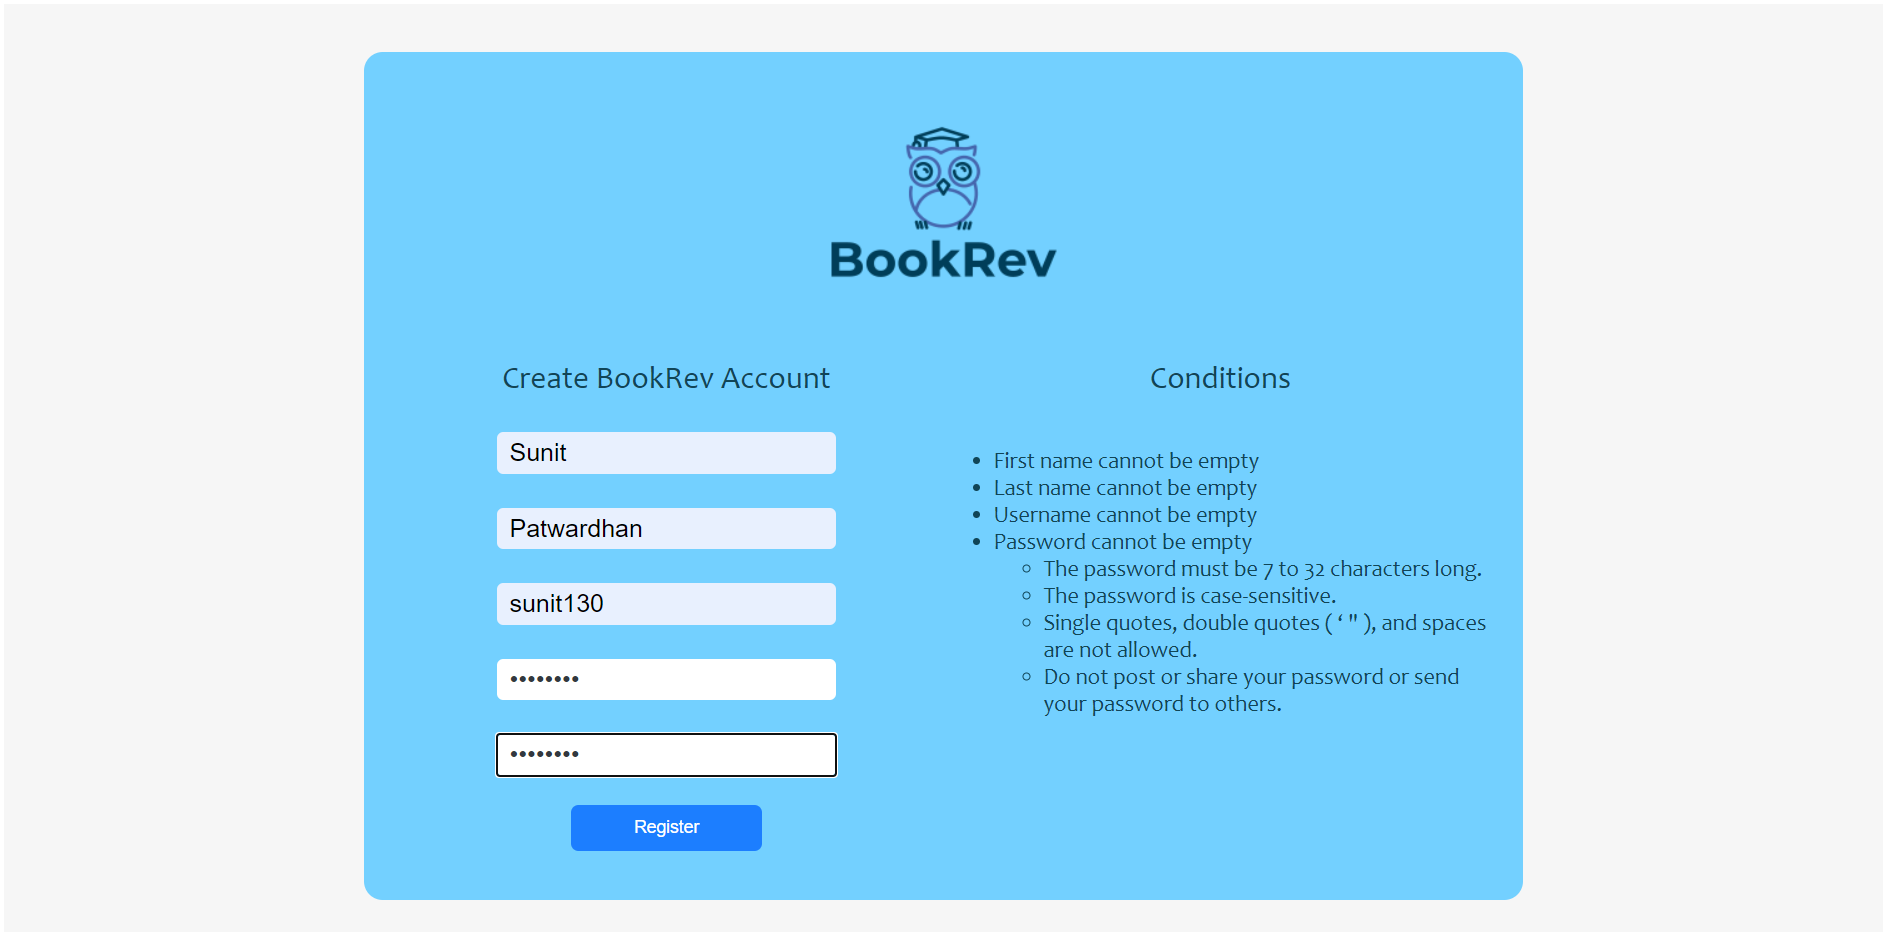 BookRev
Create BookRev Account
Sunit
Patwardhan
sunit130
••••••••
••••••••
Register
Conditions
• First name cannot be empty
• Last name cannot be empty
• Username cannot be empty
• Password cannot be empty
◦ The password must be 7 to 32 characters long.
◦ The password is case-sensitive.
◦ Single quotes, double quotes ( ‘ " ), and spaces
are not allowed.
◦ Do not post or share your password or send
your password to others.